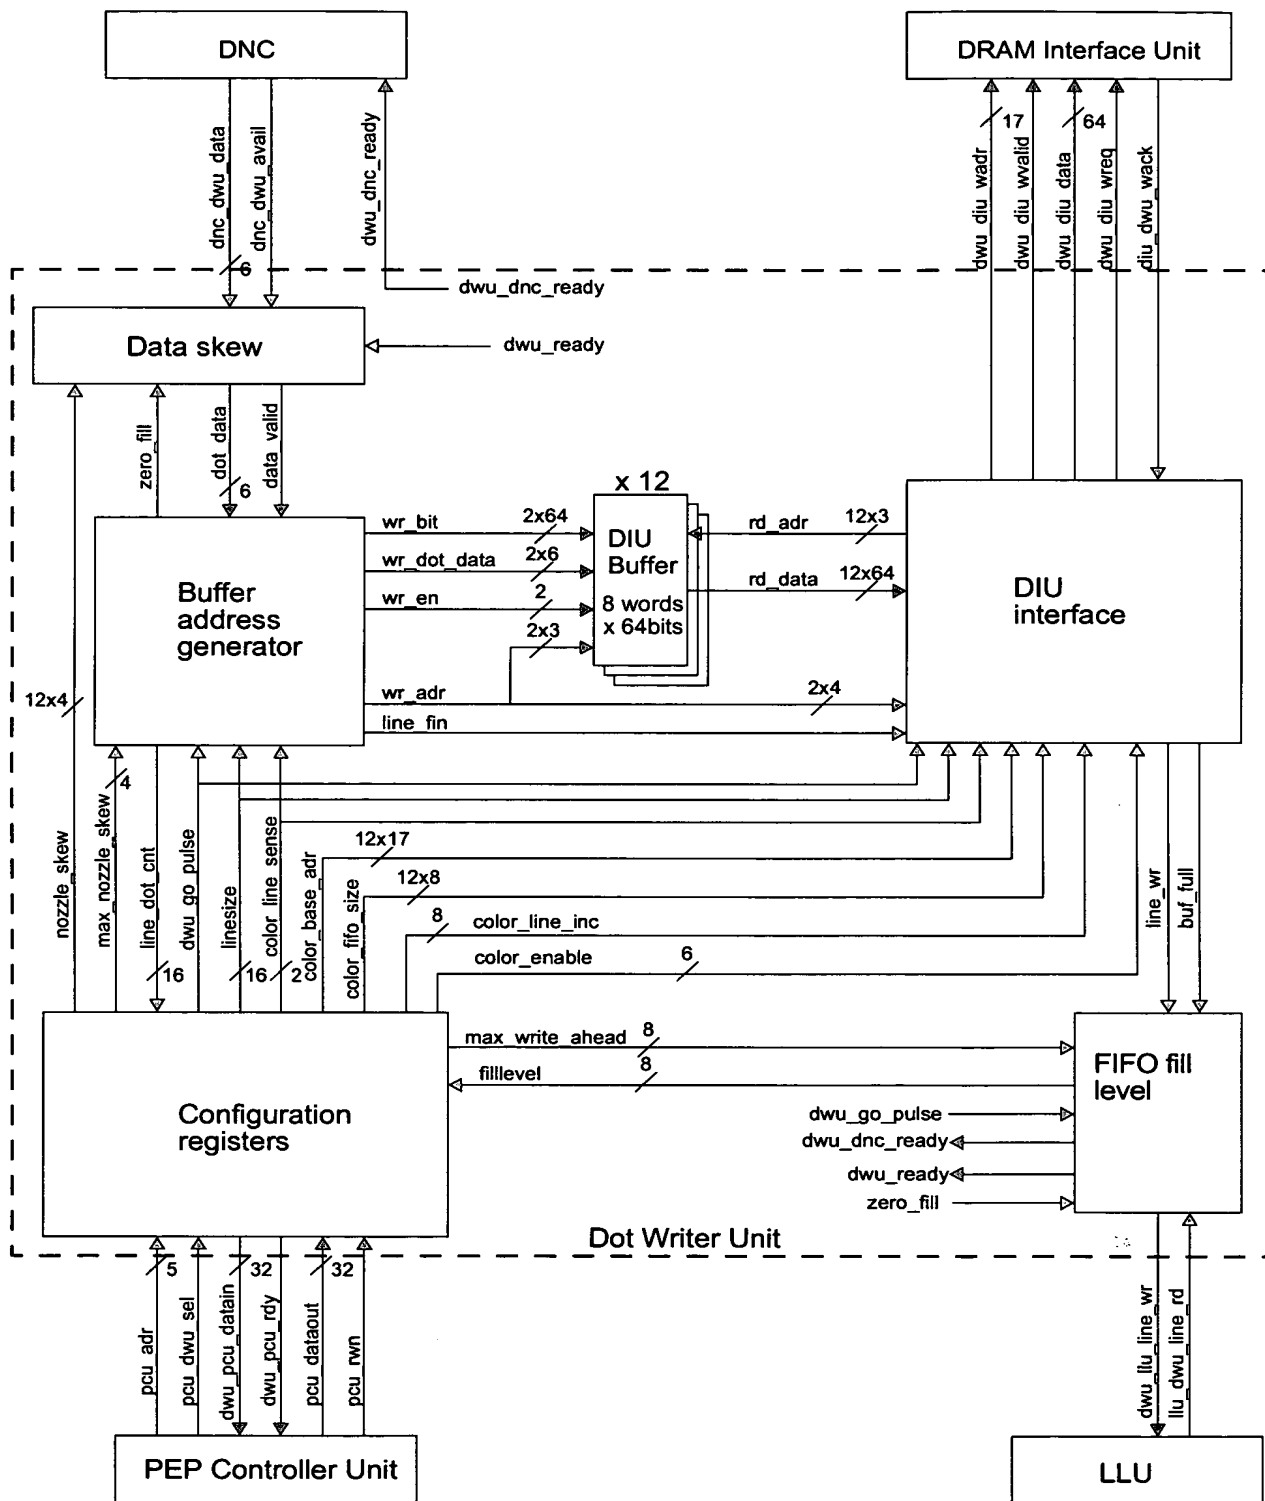 DNC
DRAM Interface Unit
dnc_dwu_data
dnc_dwu_avail
dwu_dnc_ready
6
dwu_diu_wadr
17
dwu_diu_wvalid
dwu_diu_data
64
dwu_diu_wreq
diu_dwu_wack
dwu_dnc_ready
Data skew
dwu_ready
zero_fill
dot_data
6
data_valid
x 12
DIU
Buffer
8 words
x 64bits
wr_bit
2x64
wr_dot_data
2x6
wr_en
2
2x3
wr_adr
2x4
line_fin
rd_adr
12x3
rd_data
12x64
Buffer
address
generator
DIU
interface
12x4
nozzle_skew
4
max_nozzle_skew
line_dot_cnt
16
dwu_go_pulse
linesize
16
color_line_sense
2
color_base_adr
12x17
color_fifo_size
12x8
8
color_line_inc
color_enable
6
line_wr
buf_full
max_write_ahead
8
filllevel
8
Configuration
registers
FIFO fill
level
dwu_go_pulse
dwu_dnc_ready
dwu_ready
zero_fill
Dot Writer Unit
5
pcu_adr
pcu_dwu_sel
32
dwu_pcu_datain
dwu_pcu_rdy
32
pcu_dataout
pcu_rwn
dwu_llu_line_wr
llu_dwu_line_rd
PEP Controller Unit
LLU